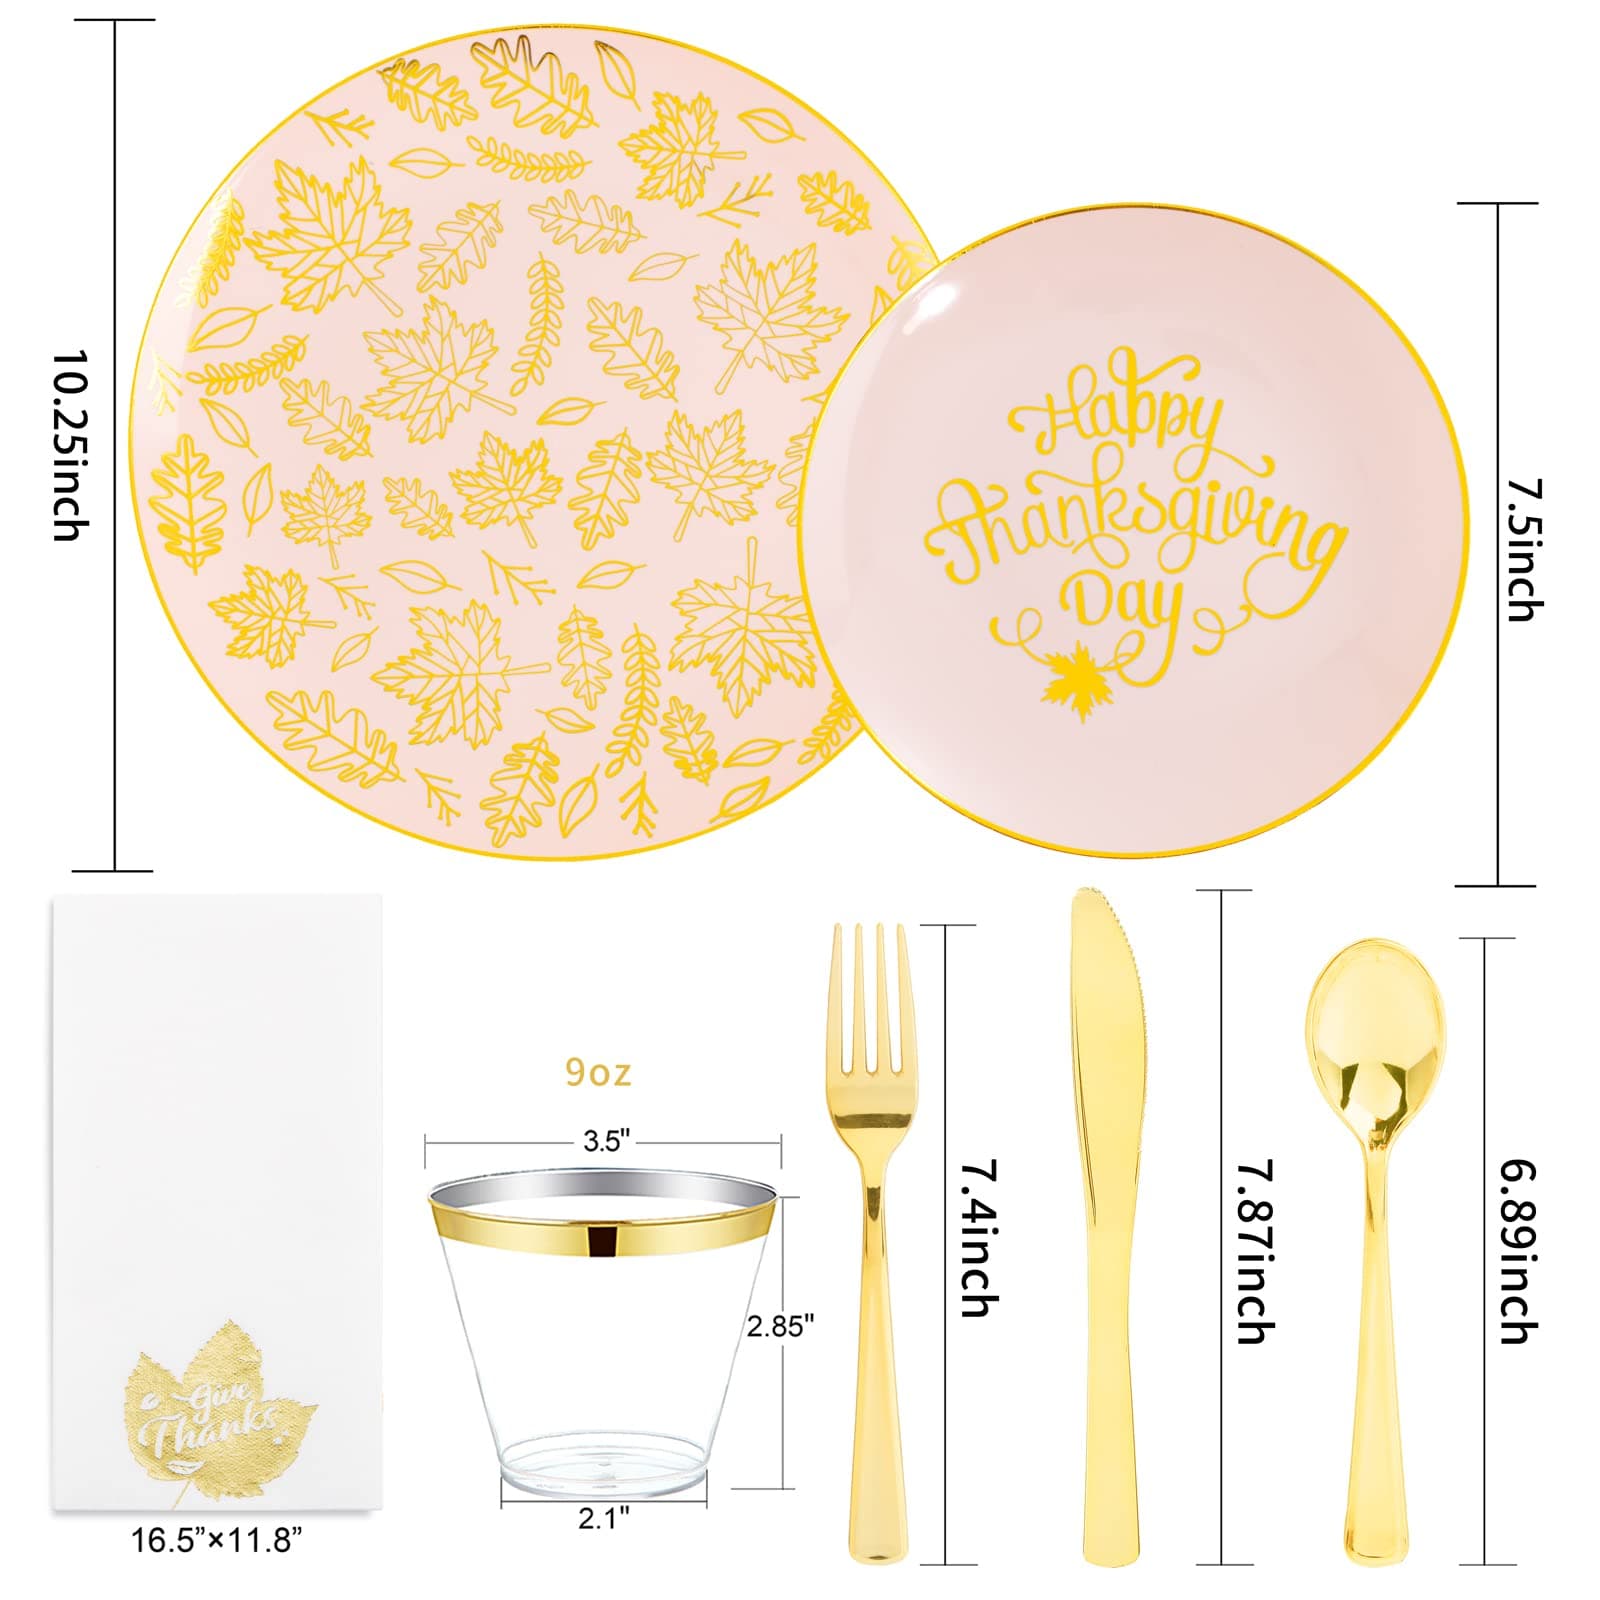 10.25inch
Happy
Thanksgiving
Day
7.5inch
Give
Thanks
16.5”×11.8”
9oz
3.5"
2.85"
2.1"
7.4inch
7.87inch
6.89inch